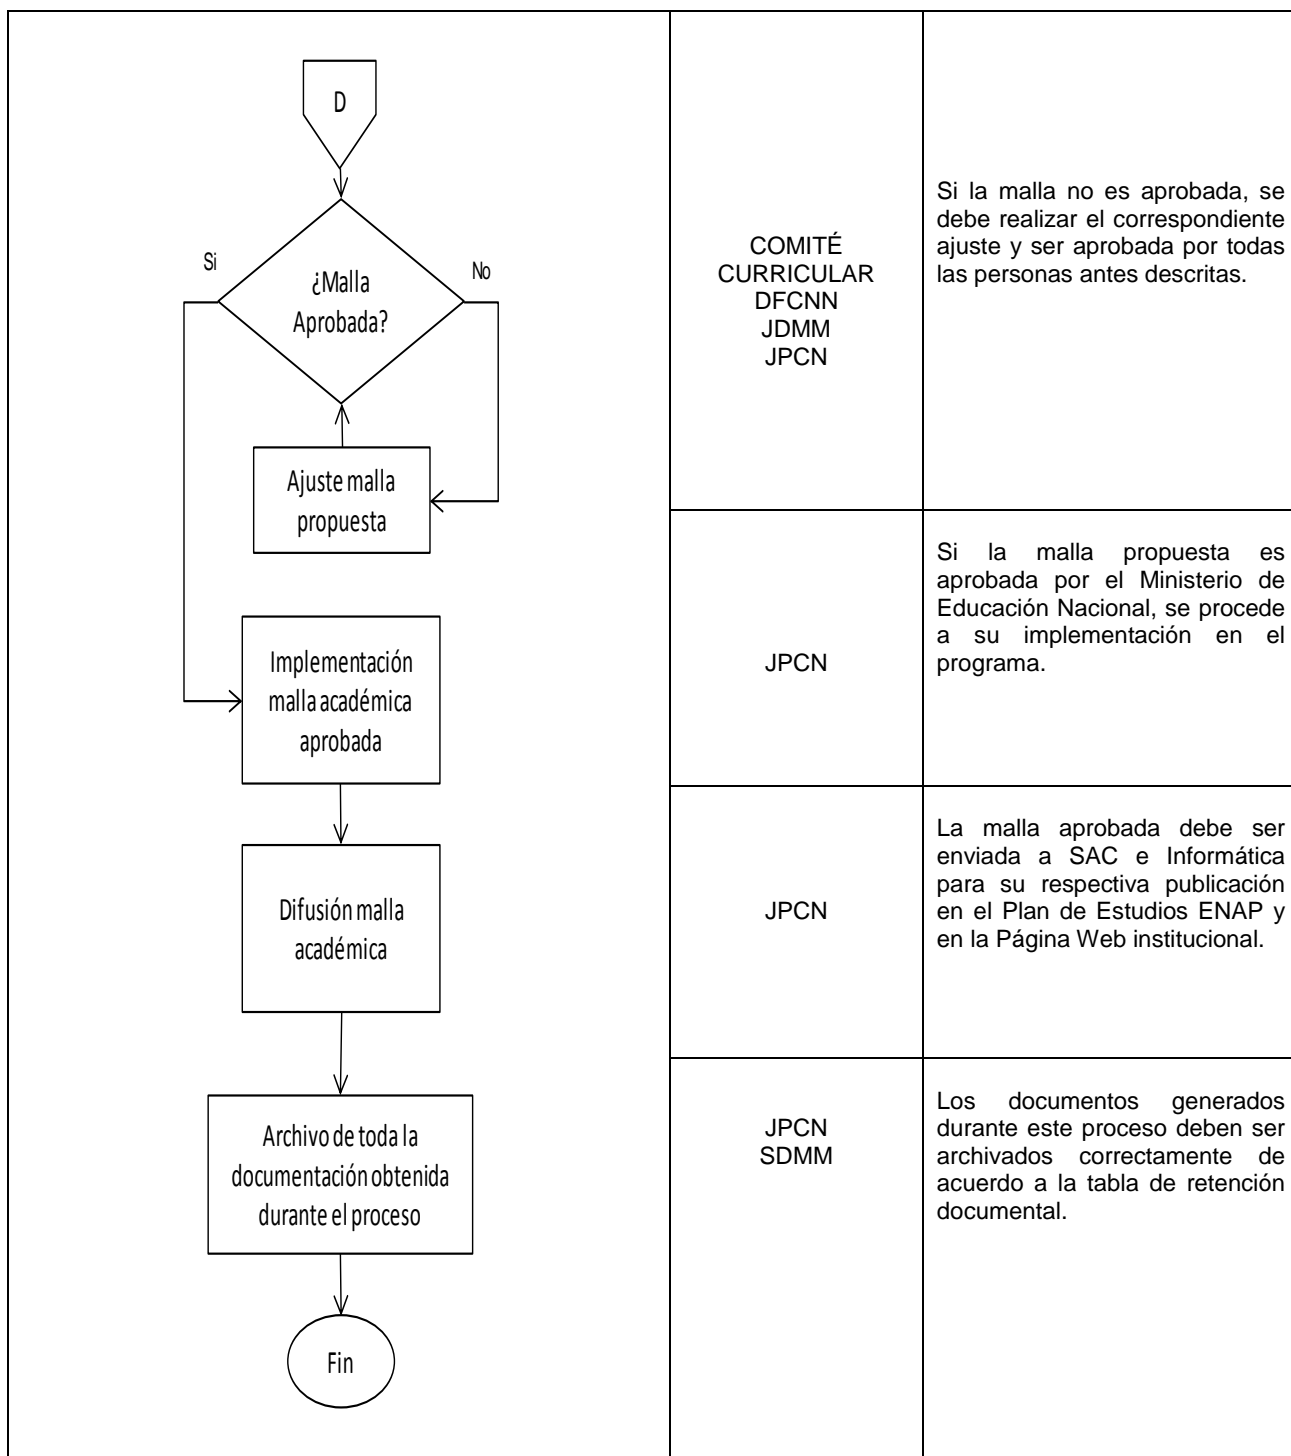 D
Si
No
¿Malla
Aprobada?
Ajuste malla
propuesta
COMITÉ
CURRICULAR
DFCNN
JDMM
JPCN
Si la malla no es aprobada, se
debe realizar el correspondiente
ajuste y ser aprobada por todas
las personas antes descritas.
Implementación
malla académica
aprobada
JPCN
Si la malla propuesta es
aprobada por el Ministerio de
Educación Nacional, se procede
a su implementación en el
programa.
Difusión malla
académica
JPCN
La malla aprobada debe ser
enviada a SAC e Informática
para su respectiva publicación
en el Plan de Estudios ENAP y
en la Página Web institucional.
Archivo de toda la
documentación obtenida
durante el proceso
JPCN
SDMM
Los documentos generados
durante este proceso deben ser
archivados correctamente de
acuerdo a la tabla de retención
documental.
Fin